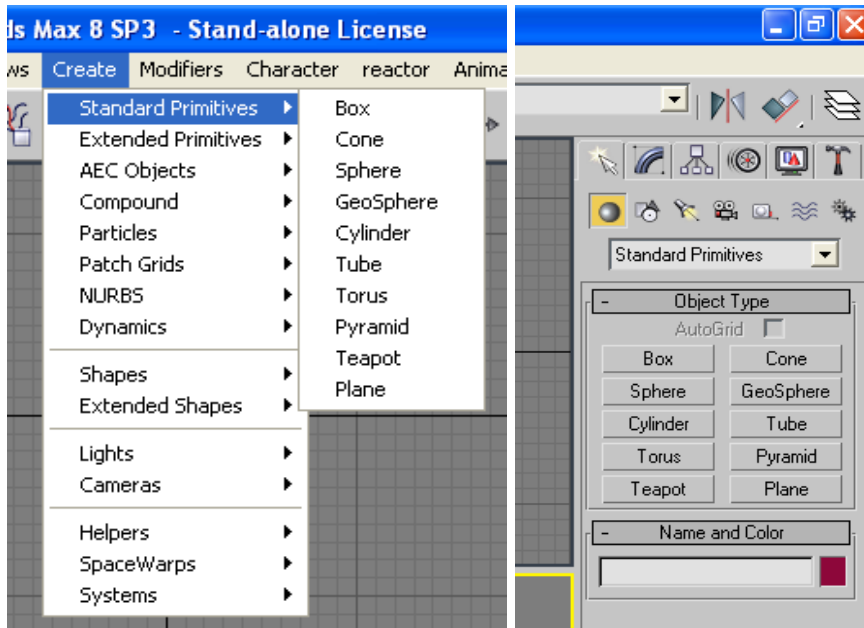 ds Max 8 SP3 - Stand-alone License
ws Create Modifiers Character reactor Anima
Standard Primitives
Extended Primitives
AEC Objects
Compound
Particles
Patch Grids
NURBS
Dynamics
Shapes
Extended Shapes
Lights
Cameras
Helpers
SpaceWarps
Systems
Box
Cone
Sphere
GeoSphere
Cylinder
Tube
Torus
Pyramid
Teapot
Plane
Standard Primitives
- Object Type
AutoGrid
Box Cone
Sphere GeoSphere
Cylinder Tube
Torus Pyramid
Teapot Plane
- Name and Color